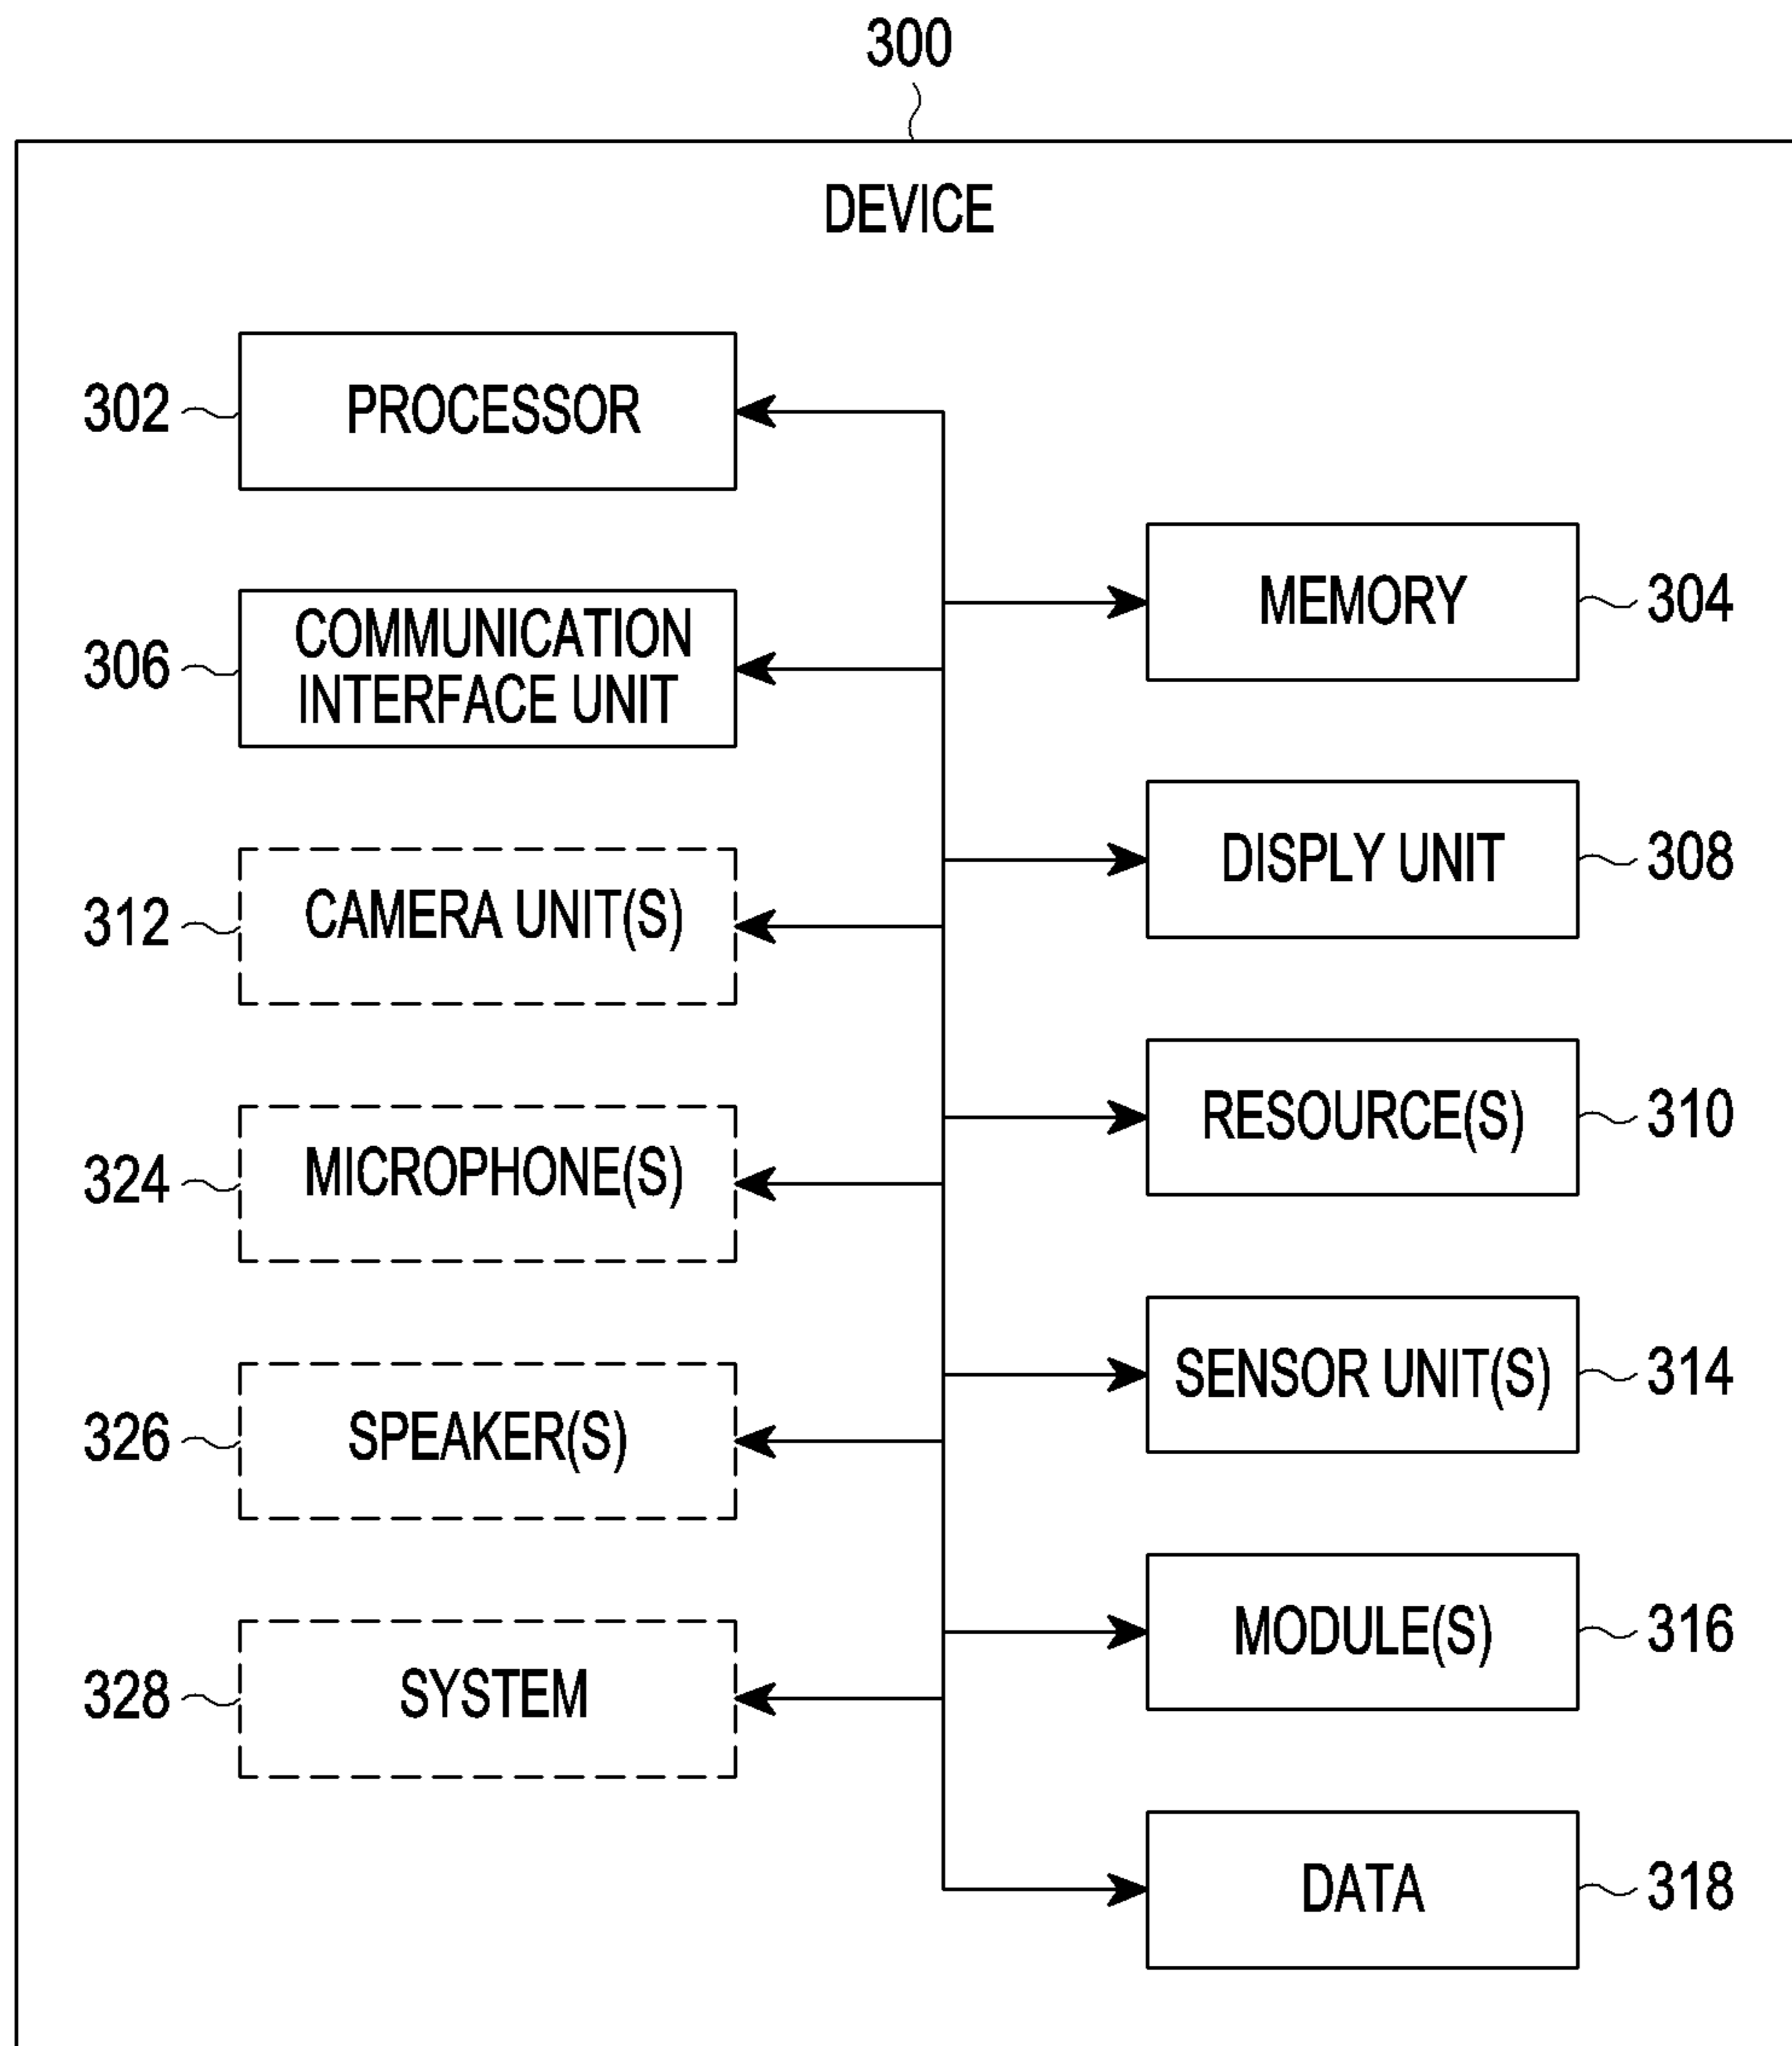 300
DEVICE
302 PROCESSOR
MEMORY 304
306 COMMUNICATION
INTERFACE UNIT
DISPLY UNIT 308
312 CAMERA UNIT(S)
RESOURCE(S) 310
324 MICROPHONE(S)
SENSOR UNIT(S) 314
326 SPEAKER(S)
MODULE(S) 316
328 SYSTEM
DATA 318